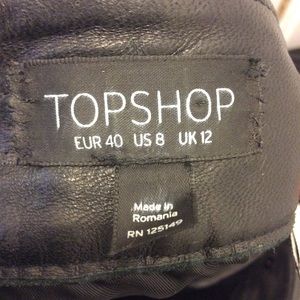 TOPSHOP
EUR 40 US 8 UK 12
Made in
Romania
RN 125149